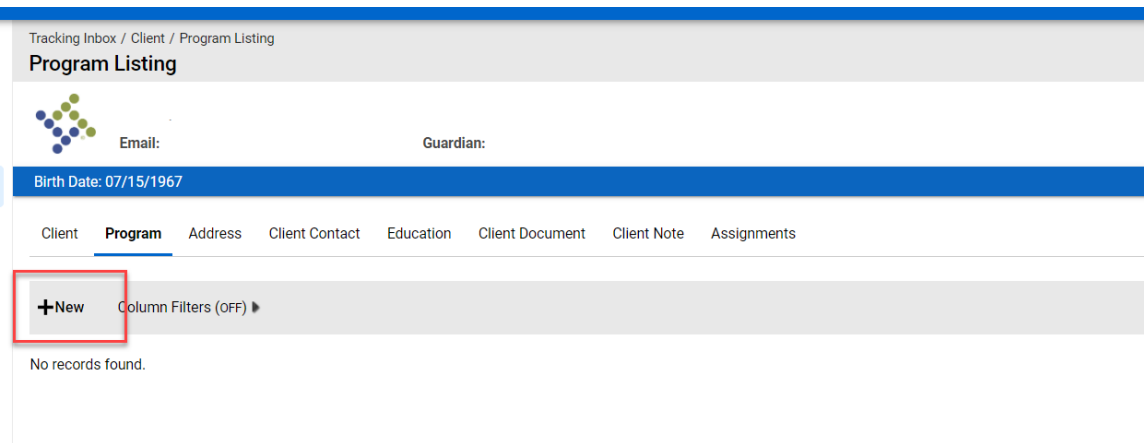 Tracking Inbox / Client / Program Listing
Program Listing
Email: Guardian:
Birth Date: 07/15/1967
Client Program Address Client Contact Education Client Document Client Note Assignments
+New Column Filters (OFF)
No records found.